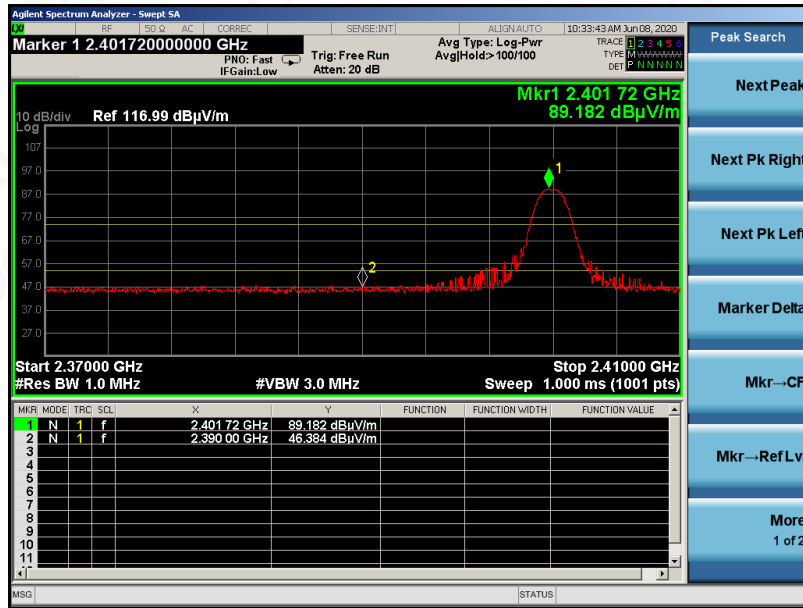 Agilent Spectrum Analyzer - Swept SA
LXI RF 50 Ω AC CORREC SENSE:INT ALIGN AUTO 10:33:43 AM Jun 08, 2020
Marker 1 2.401720000000 GHz
PNO: Fast
IFGain:Low
Trig: Free Run
Atten: 20 dB
Avg Type: Log-Pwr
Avg|Hold:>100/100
TRACE 1 2 3 4 5 6
TYPE MWWWWW
DET P N N N N N
Peak Search
Mkr1 2.401 72 GHz
89.182 dBµV/m
10 dB/div Ref 116.99 dBµV/m
Log
107
97.0
87.0
77.0
67.0
57.0
47.0
37.0
27.0
1
2
Start 2.37000 GHz Stop 2.41000 GHz
#Res BW 1.0 MHz #VBW 3.0 MHz Sweep 1.000 ms (1001 pts)
MKR MODE TRC SCL X Y FUNCTION FUNCTION WIDTH FUNCTION VALUE
1 N 1 f 2.401 72 GHz 89.182 dBµV/m
2 N 1 f 2.390 00 GHz 46.384 dBµV/m
3
4
5
6
7
8
9
10
11
Next Peak
Next Pk Right
Next Pk Left
Marker Delta
Mkr→CF
Mkr→Ref Lv
More
1 of 2
MSG STATUS